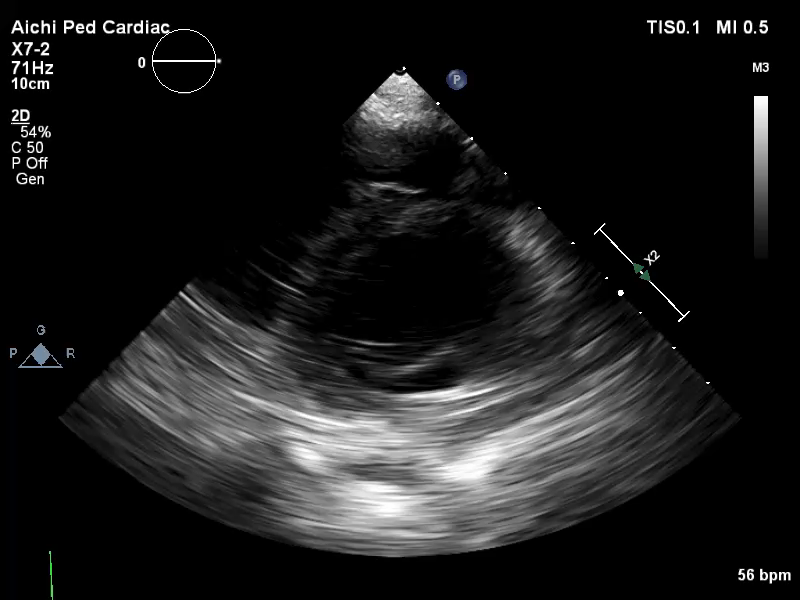 Aichi Ped Cardiac
X7-2
71Hz
10cm
0
2D
54%
C 50
P Off
Gen
TIS0.1 MI 0.5
M3
P
X2
G
P R
56 bpm